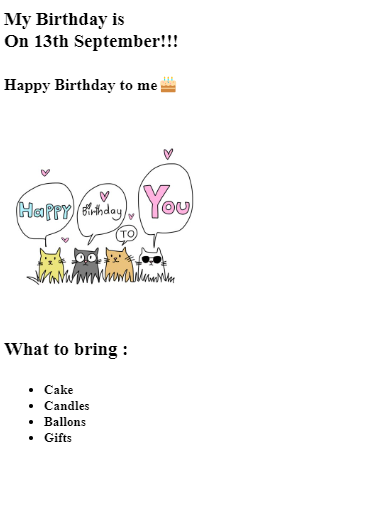 My Birthday is
On 13th September!!!
Happy Birthday to me🎂
Happy Birthday You
TO
What to bring :
Cake
Candles
Ballons
Gifts